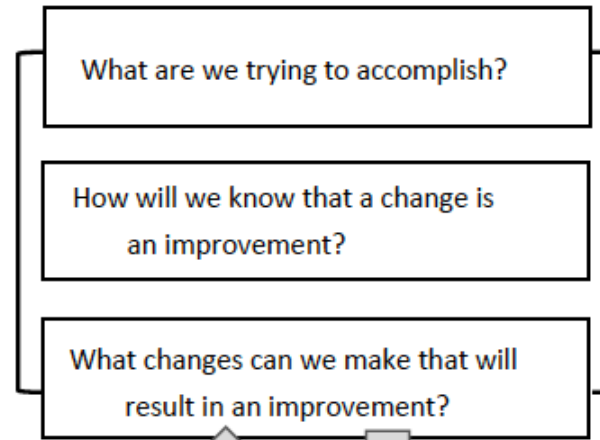 What are we trying to accomplish?
How will we know that a change is
an improvement?
What changes can we make that will
result in an improvement?